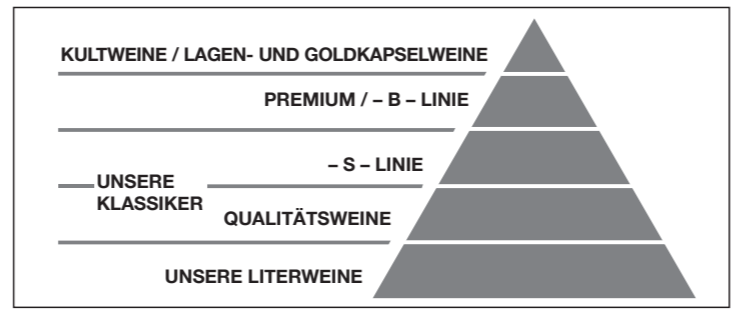 KULTWEINE / LAGEN- UND GOLDKAPSELWEINE
PREMIUM / – B – LINIE
– S – LINIE
UNSERE
KLASSIKER
QUALITÄTSWEINE
UNSERE LITERWEINE